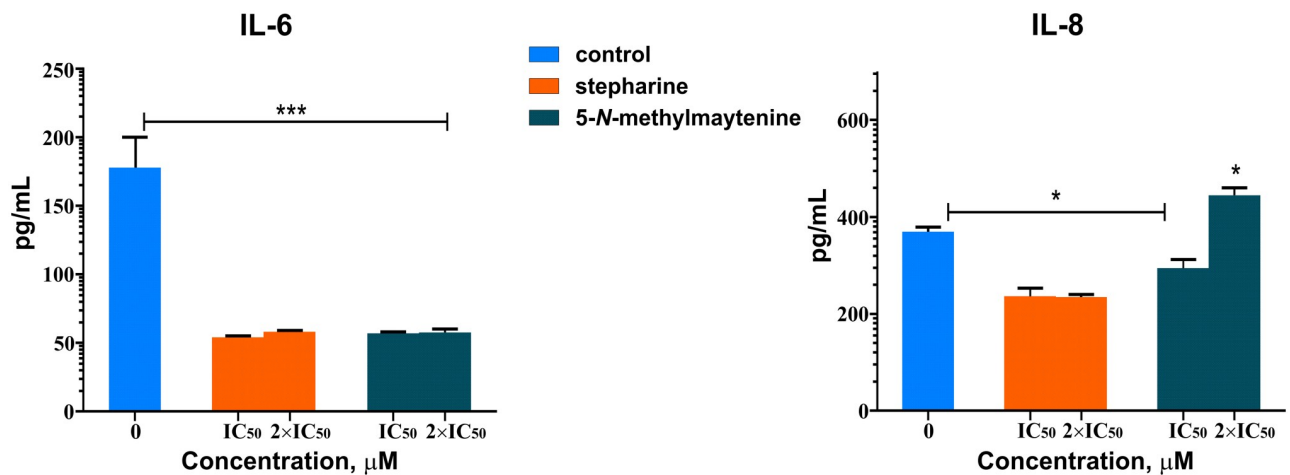 IL-6
250
200
150
100
50
0
pg/mL
***
0
IC₅₀ 2×IC₅₀
IC₅₀ 2×IC₅₀
Concentration, μM
control
stepharine
5-N-methylmaytenine
IL-8
600
400
200
0
pg/mL
*
*
0
IC₅₀ 2×IC₅₀
IC₅₀ 2×IC₅₀
Concentration, μM